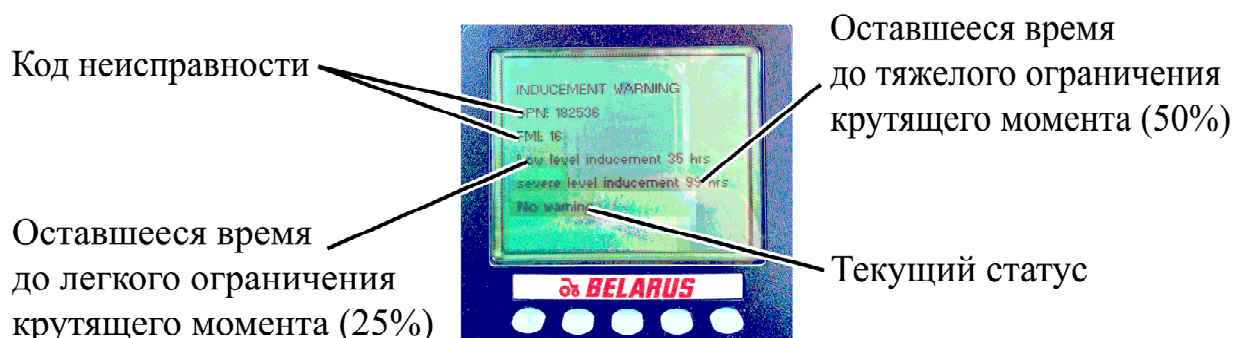 Код неисправности
Оставшееся время
до легкого ограничения
крутящего момента (25%)
INDUCEMENT WARNING
SPN: 182536
FMI: 16
Low level inducement 35 hrs
severe level inducement 99 hrs
No warning
BELARUS
Оставшееся время
до тяжелого ограничения
крутящего момента (50%)
Текущий статус